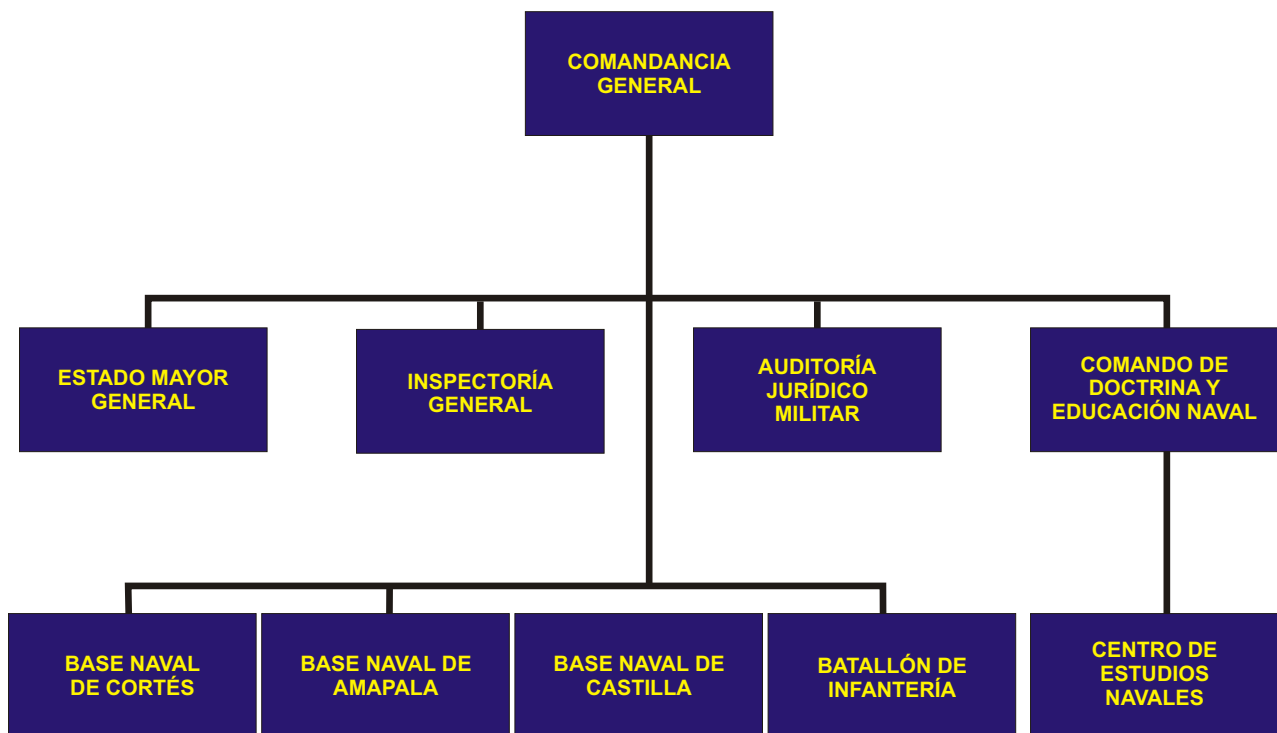 COMANDANCIA
GENERAL
ESTADO MAYOR
GENERAL
INSPECTORÍA
GENERAL
AUDITORÍA
JURÍDICO
MILITAR
COMANDO DE
DOCTRINA Y
EDUCACIÓN NAVAL
BASE NAVAL
DE CORTÉS
BASE NAVAL DE
AMAPALA
BASE NAVAL DE
CASTILLA
BATALLÓN DE
INFANTERÍA
CENTRO DE
ESTUDIOS
NAVALES